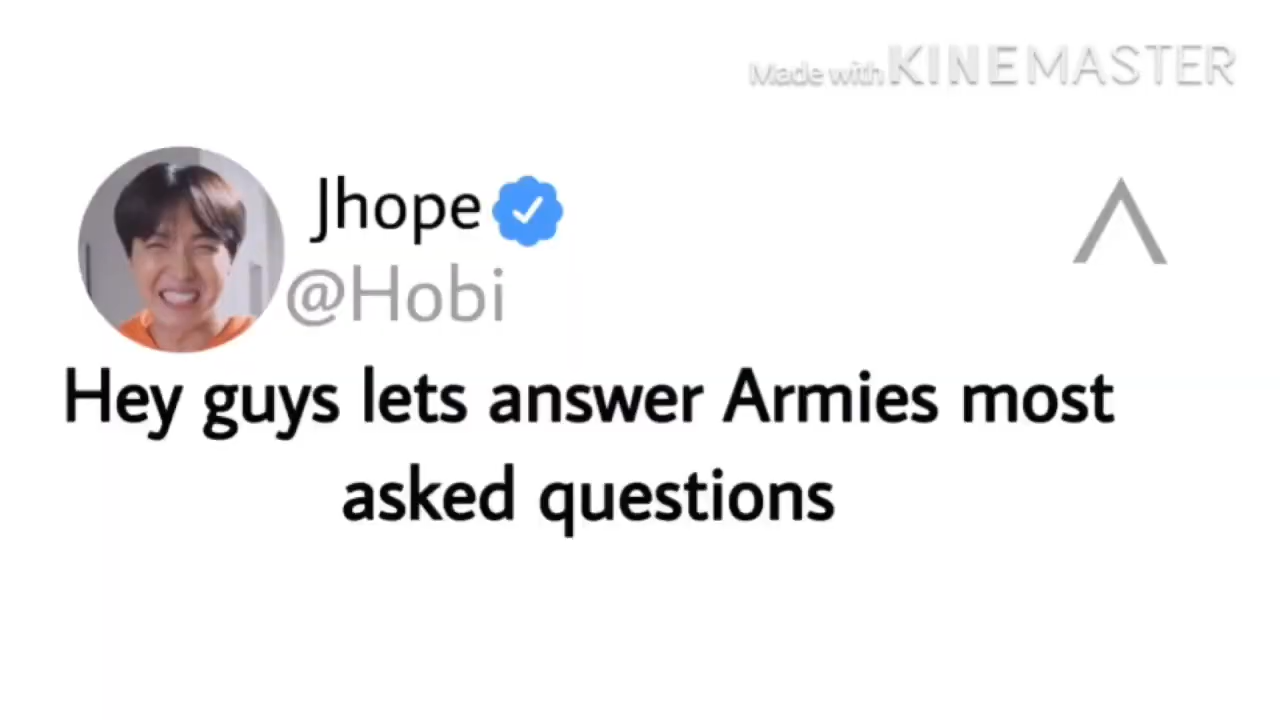 Made with KINEMASTER
Jhope
@Hobi
Hey guys lets answer Armies most
asked questions